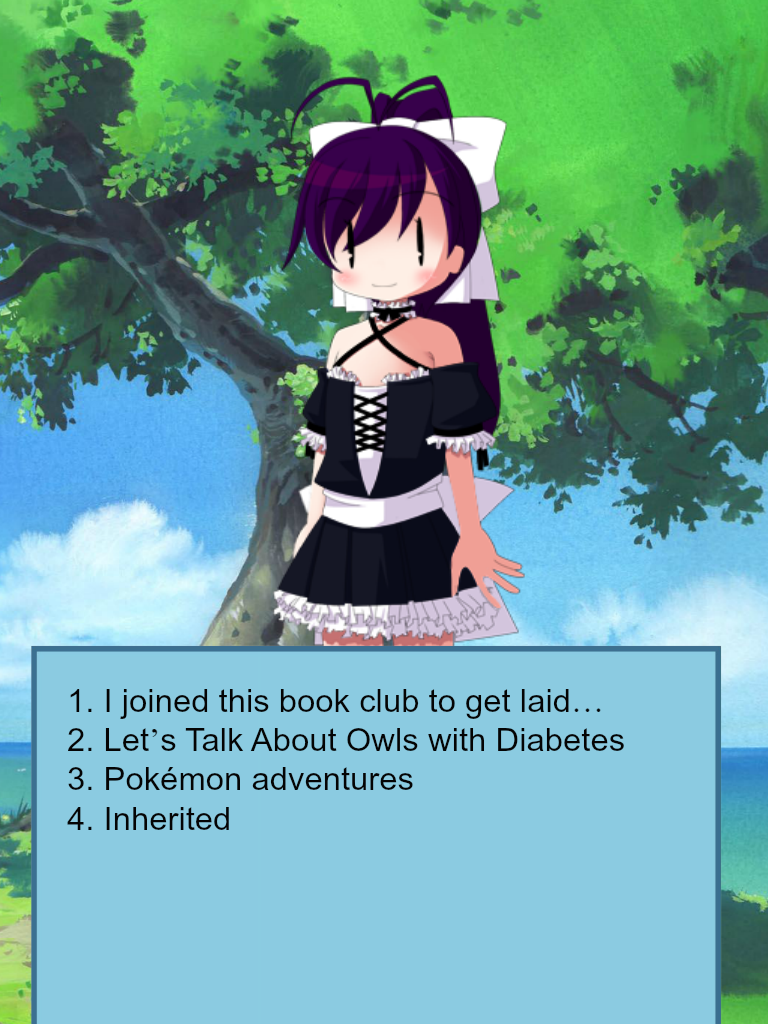 1. I joined this book club to get laid…
2. Let’s Talk About Owls with Diabetes
3. Pokémon adventures
4. Inherited